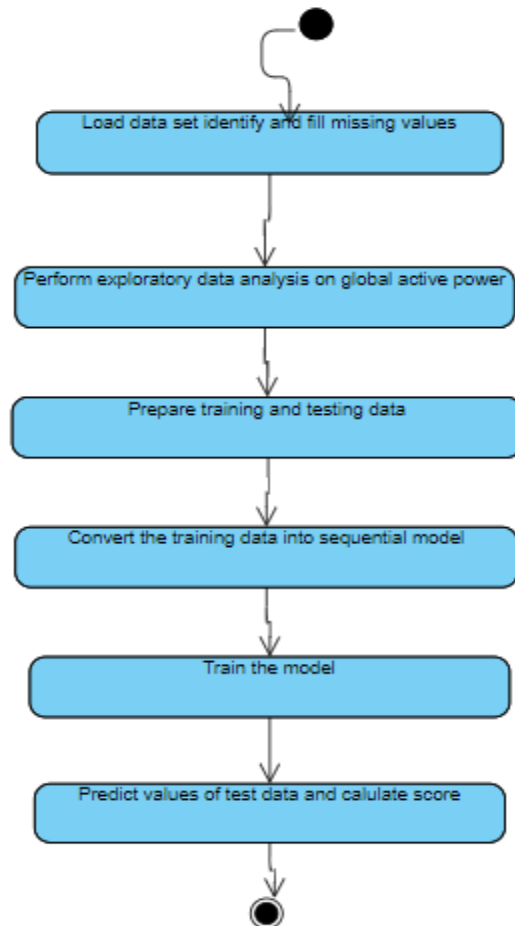 Load data set identify and fill missing values
Perform exploratory data analysis on global active power
Prepare training and testing data
Convert the training data into sequential model
Train the model
Predict values of test data and calulate score